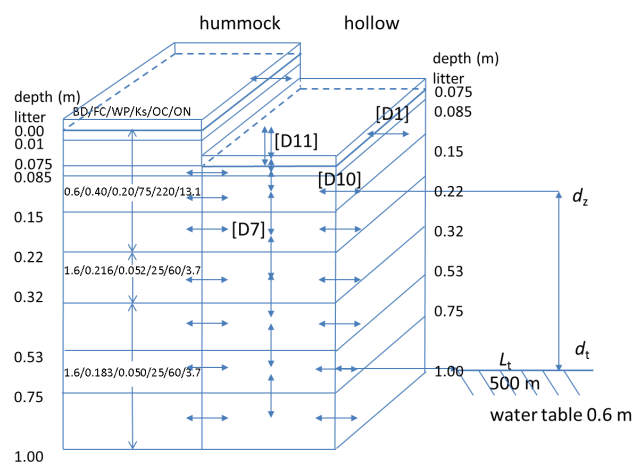 hummock hollow
depth (m)
litter
0.00
0.01
0.075
0.085
0.15
0.22
0.32
0.53
0.75
1.00
BD/FC/WP/Ks/OC/ON
0.6/0.40/0.20/75/220/13.1
1.6/0.216/0.052/25/60/3.7
1.6/0.183/0.050/25/60/3.7
[D11]
[D10]
[D7]
[D1]
depth (m)
litter
0.075
0.085
0.15
0.22
0.32
0.53
0.75
1.00
dz
dt
Lt
500 m
water table 0.6 m